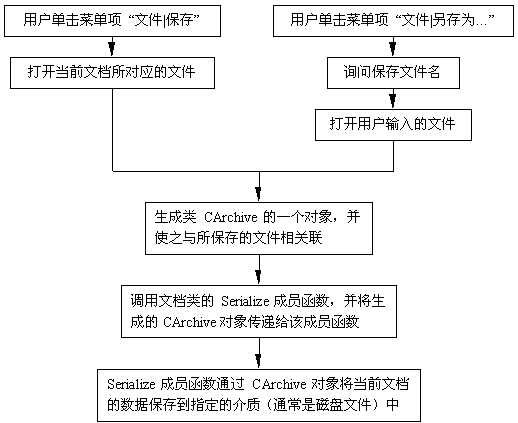 用户单击菜单项“文件|保存”
用户单击菜单项“文件|另存为...”
打开当前文档所对应的文件
询问保存文件名
打开用户输入的文件
生成类 CArchive 的一个对象，并
使之与所保存的文件相关联
调用文档类的 Serialize 成员函数，并将生
成的 CArchive 对象传递给该成员函数
Serialize 成员函数通过 CArchive 对象将当前文档
的数据保存到指定的介质（通常是磁盘文件）中